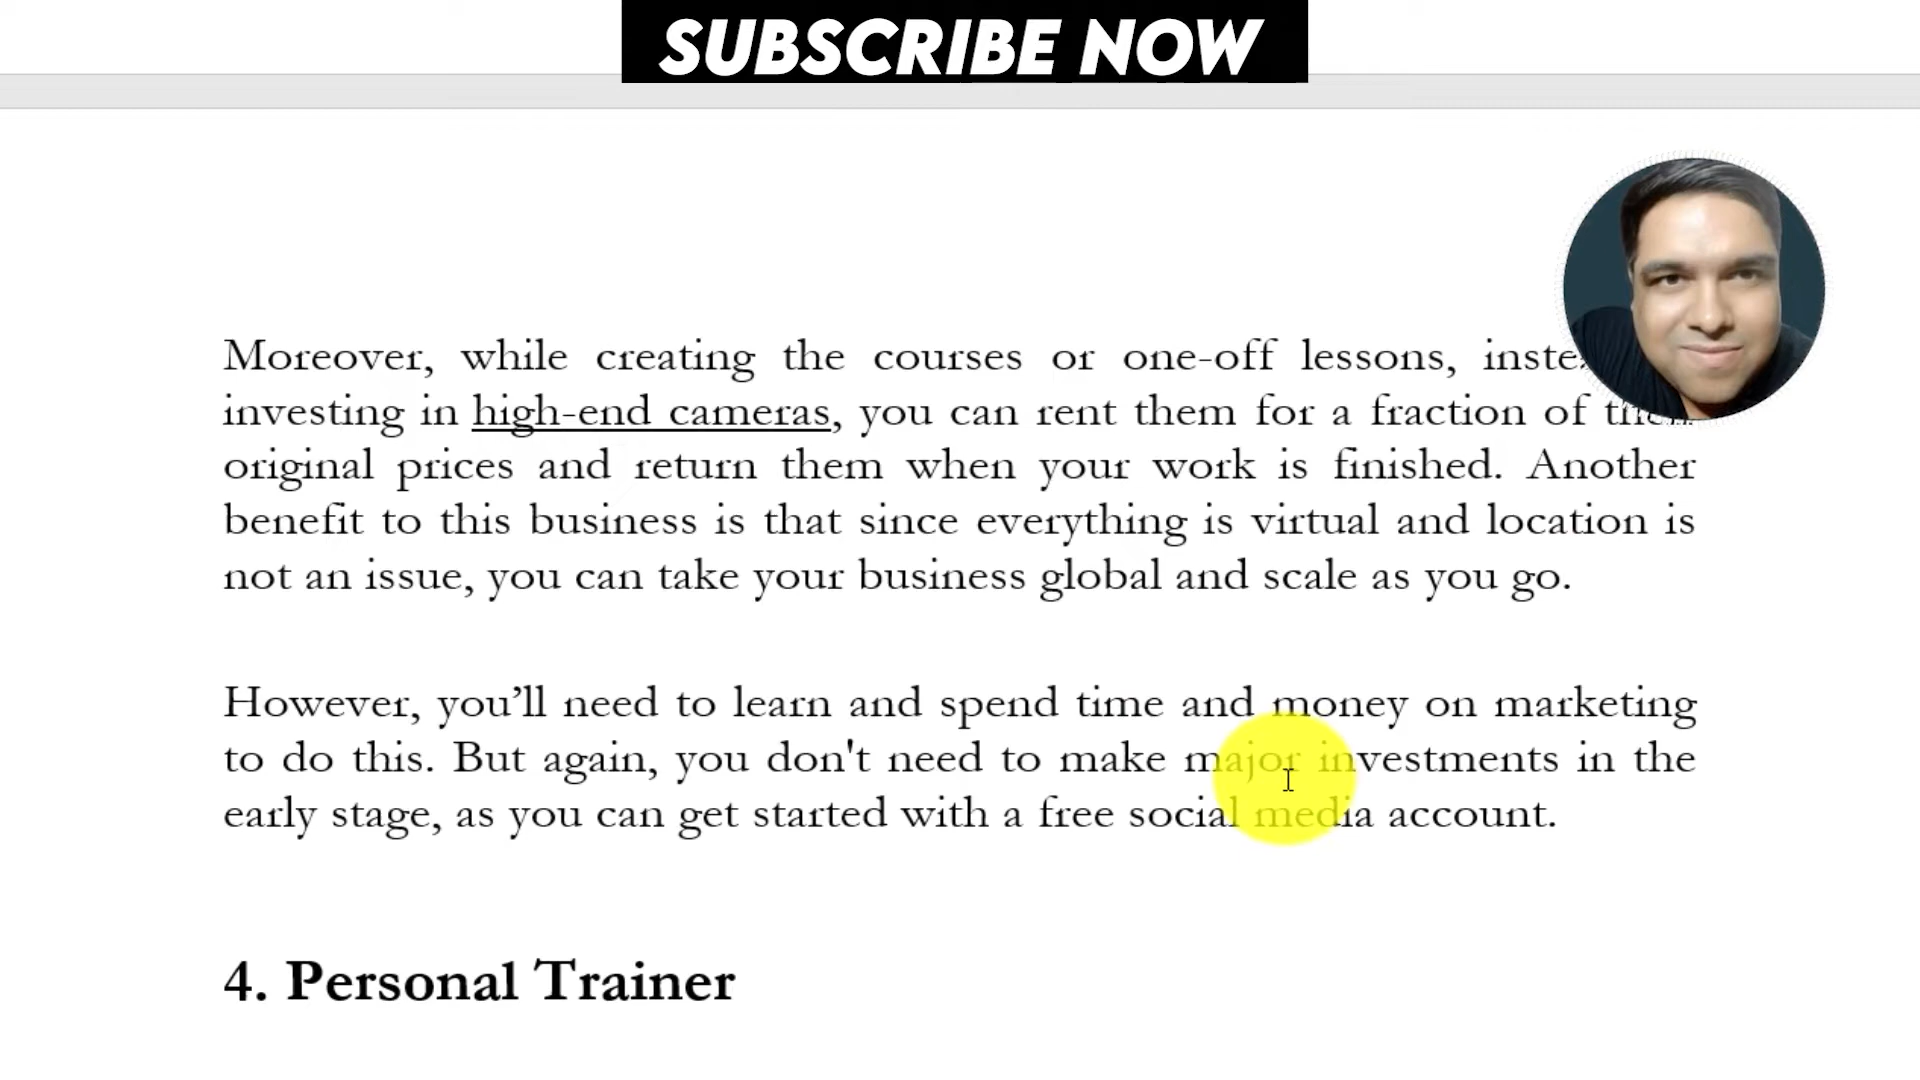 SUBSCRIBE NOW
Moreover, while creating the courses or one-off lessons,
investing in high-end cameras, you can rent them for a fraction of
original prices and return them when your work is finished. Another
benefit to this business is that since everything is virtual and location is
not an issue, you can take your business global and scale as you go.
However, you’ll need to learn and spend time and money on marketing
to do this. But again, you don't need to make major investments in the
early stage, as you can get started with a free social media account.
4. Personal Trainer